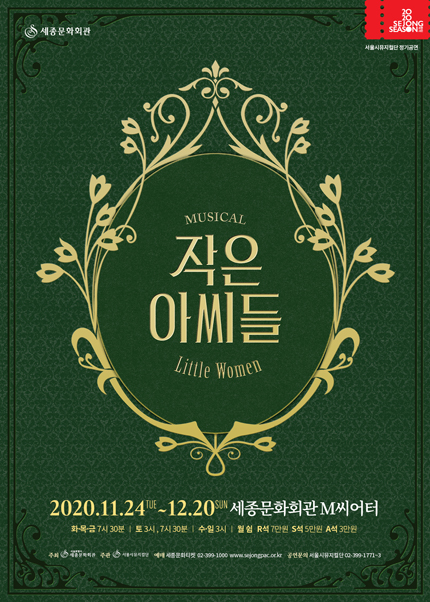 세종문화회관
20
20
SEJONG
SEASON
서울시뮤지컬단 정기공연
MUSICAL
작은
아씨들
Little Women
2020.11.24TUE~12.20SUN 세종문화회관 M씨어터
화·목·금 7시 30분 | 토 3시, 7시 30분 | 수·일 3시 | 월 쉼 R석 7만원 S석 5만원 A석 3만원
주최 세종문화회관 주관 서울시뮤지컬단 예매 세종문화티켓 02-399-1000 www.sejongpac.or.kr 공연문의 서울시뮤지컬단 02-399-1771~3